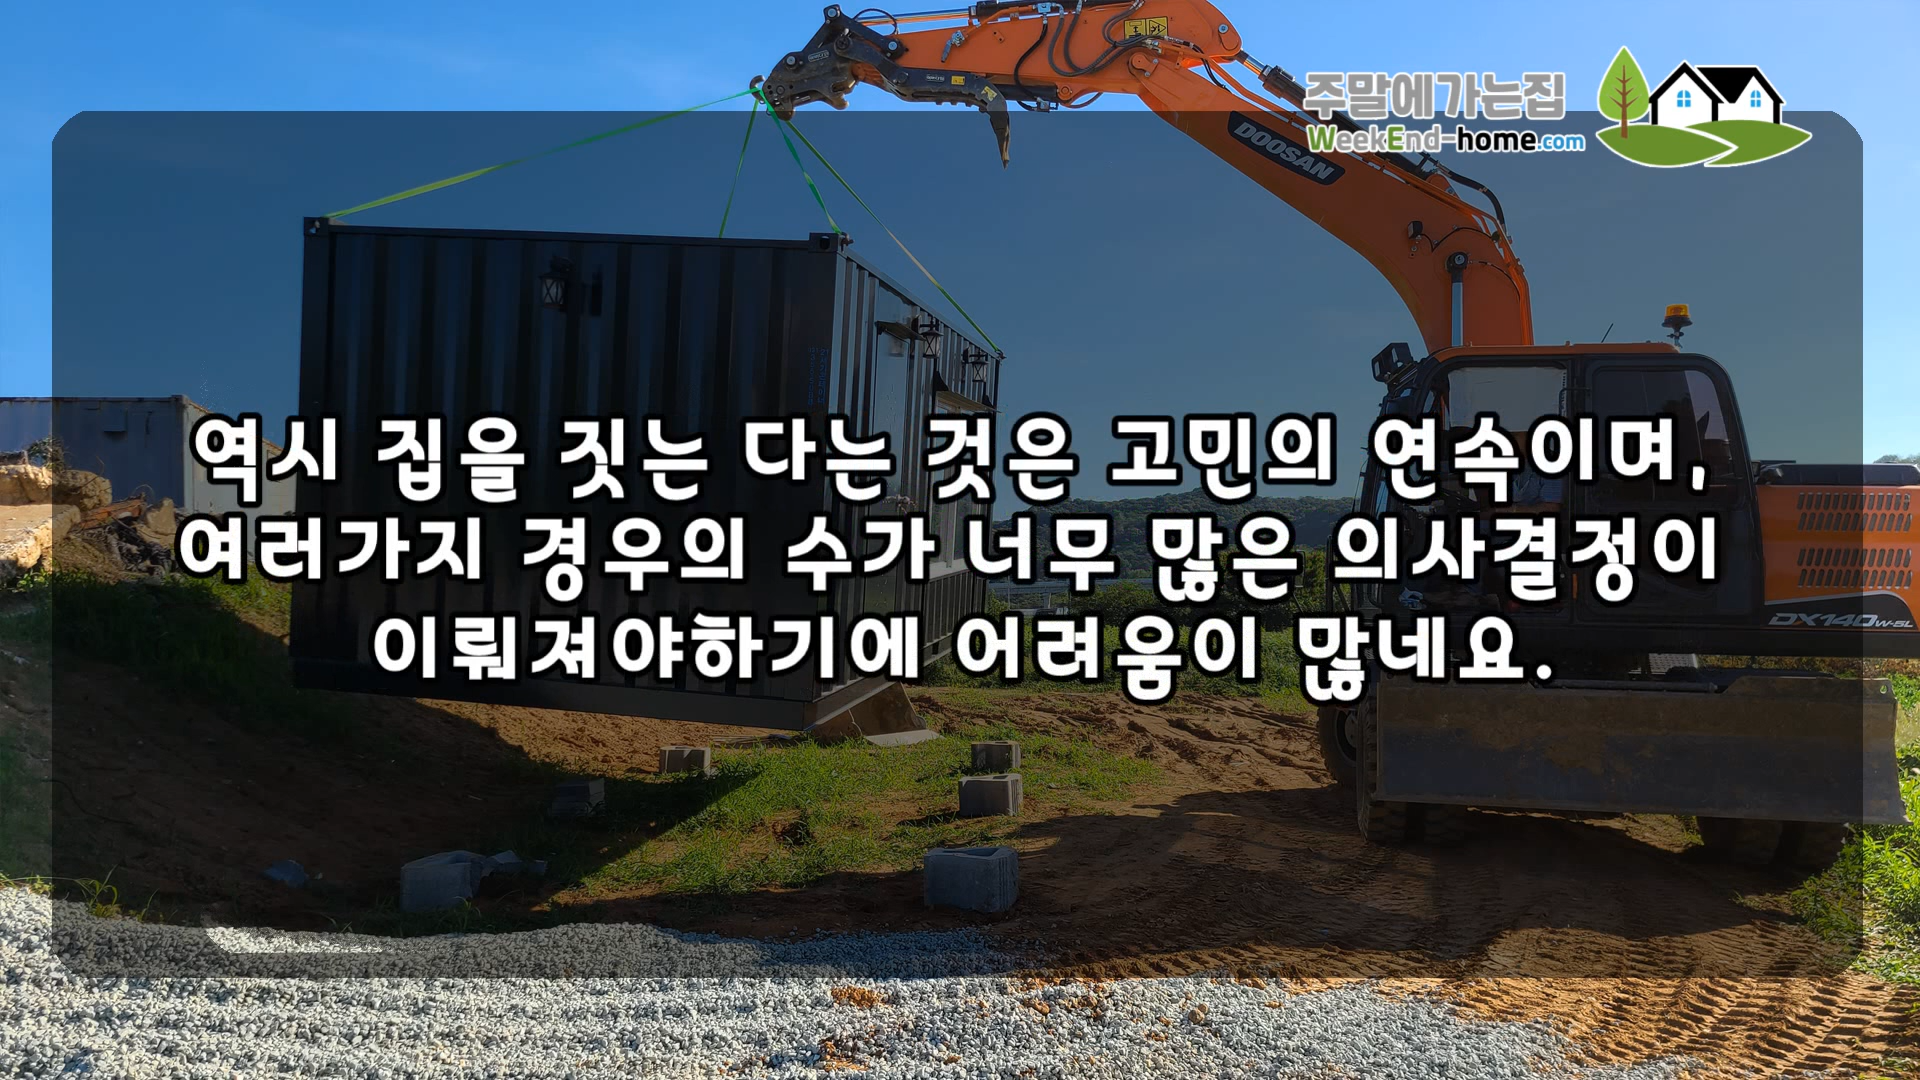 주말에가는집
WeekEnd-home.com
DOOSAN
역시 집을 짓는 다는 것은 고민의 연속이며,
여러가지 경우의 수가 너무 많은 의사결정이
이뤄져야하기에 어려움이 많네요.
DX140W-5L